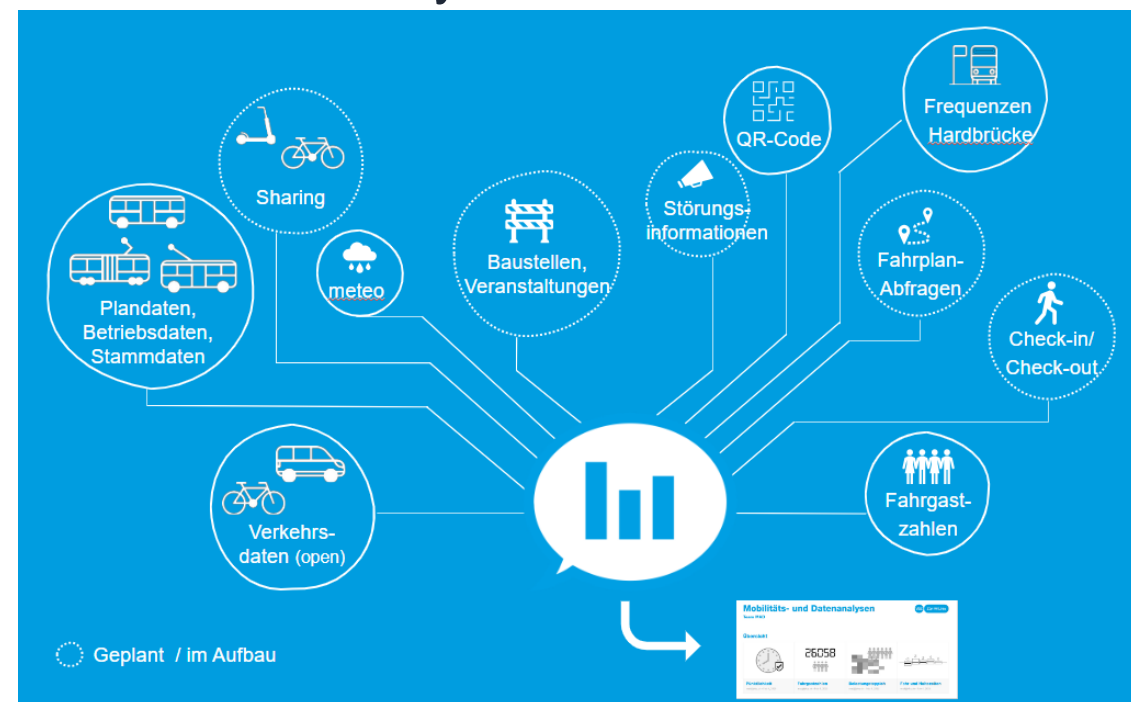 Frequenzen
Hardbrücke
QR-Code
Sharing
Störungs-
informationen
Baustellen,
Veranstaltungen
Fahrplan-
Abfragen
meteo
Plandaten,
Betriebsdaten,
Stammdaten
Check-in/
Check-out
Verkehrs-
daten (open)
Fahrgast-
zahlen
Mobilitäts- und Datenanalysen
Übersicht
26058
Geplant / im Aufbau